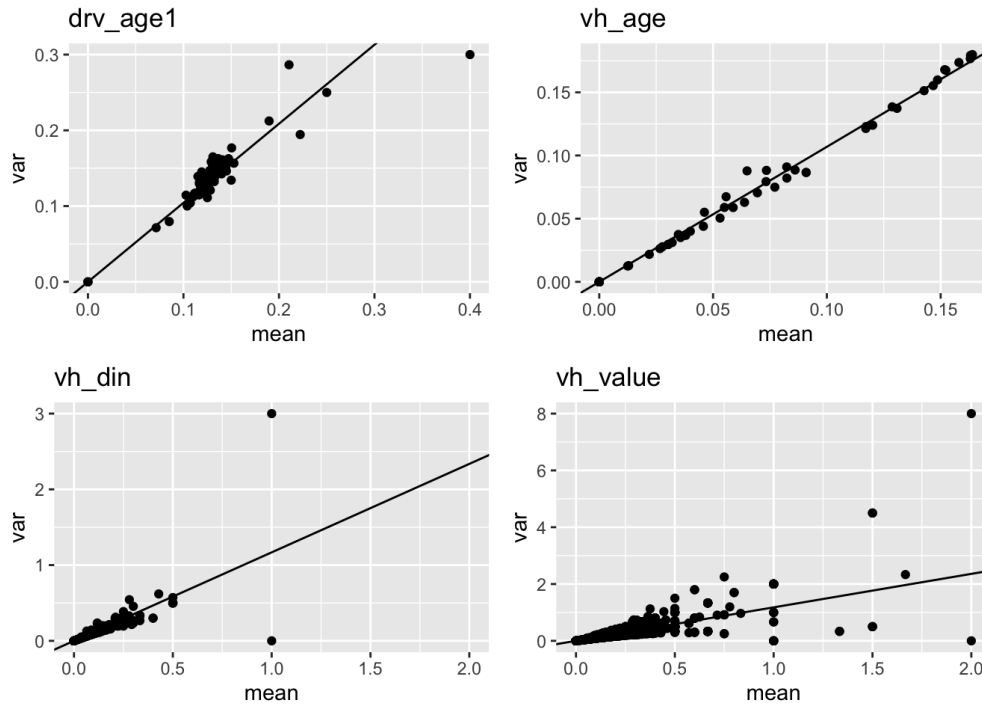 drv_age1
var
0.3
0.2
0.1
0.0
0.0 0.1 0.2 0.3 0.4
mean
vh_age
var
0.15
0.10
0.05
0.00
0.00 0.05 0.10 0.15
mean
vh_din
var
3
2
1
0
0.0 0.5 1.0 1.5 2.0
mean
vh_value
var
8
6
4
2
0
0.0 0.5 1.0 1.5 2.0
mean